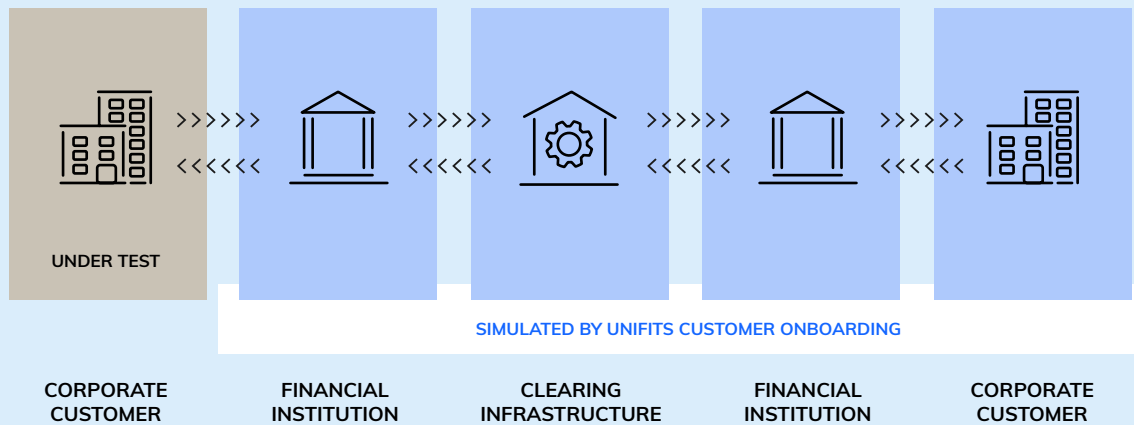 UNDER TEST
SIMULATED BY UNIFITS CUSTOMER ONBOARDING
CORPORATE
CUSTOMER
FINANCIAL
INSTITUTION
CLEARING
INFRASTRUCTURE
FINANCIAL
INSTITUTION
CORPORATE
CUSTOMER